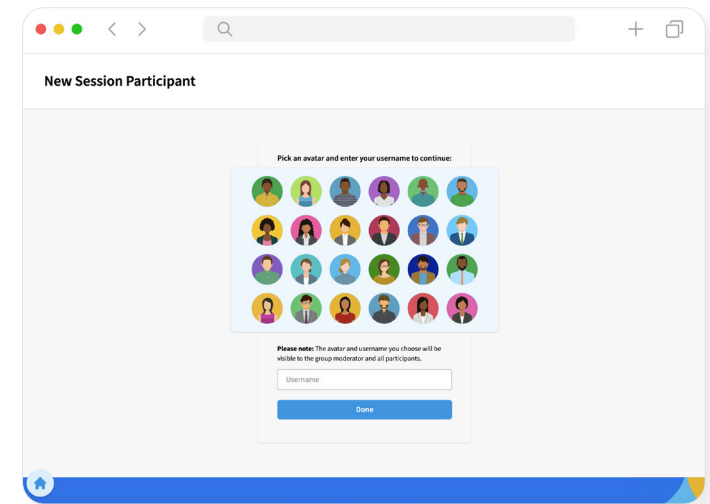 New Session Participant
Pick an avatar and enter your username to continue:
Please note: The avatar and username you choose will be
visible to the group moderator and all participants.
Username
Done